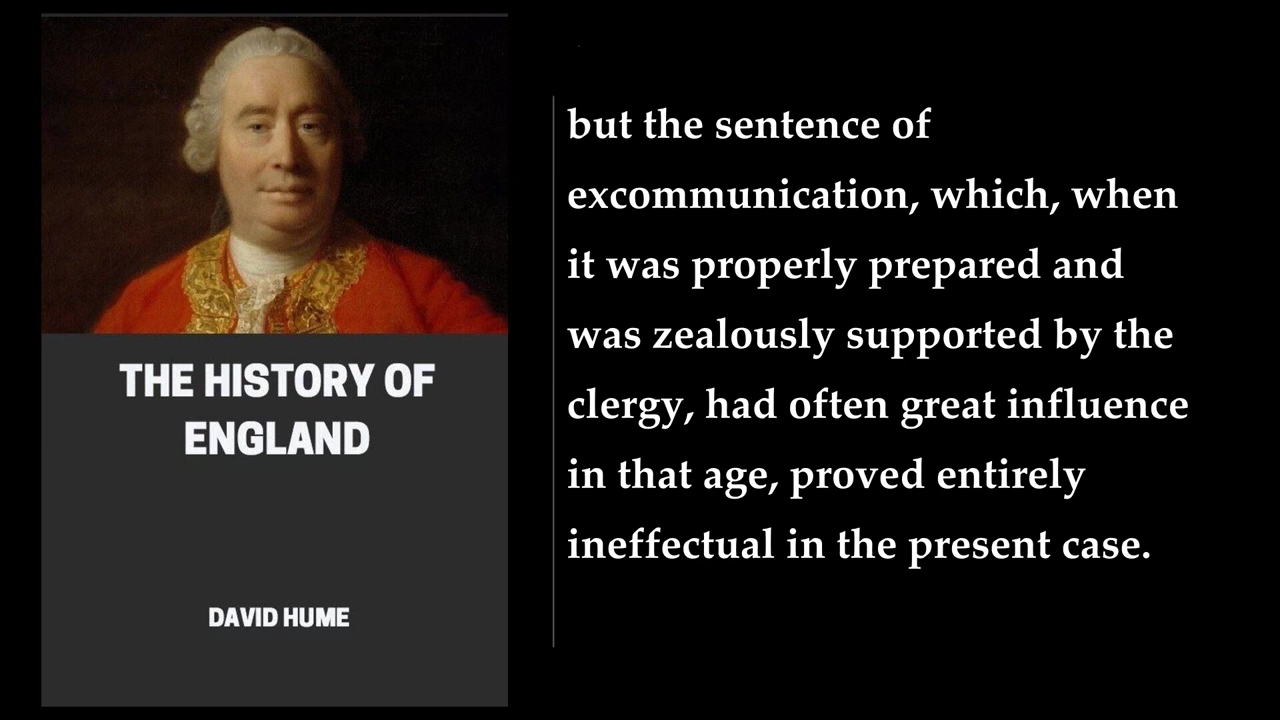 THE HISTORY OF
ENGLAND
DAVID HUME
but the sentence of
excommunication, which, when
it was properly prepared and
was zealously supported by the
clergy, had often great influence
in that age, proved entirely
ineffectual in the present case.